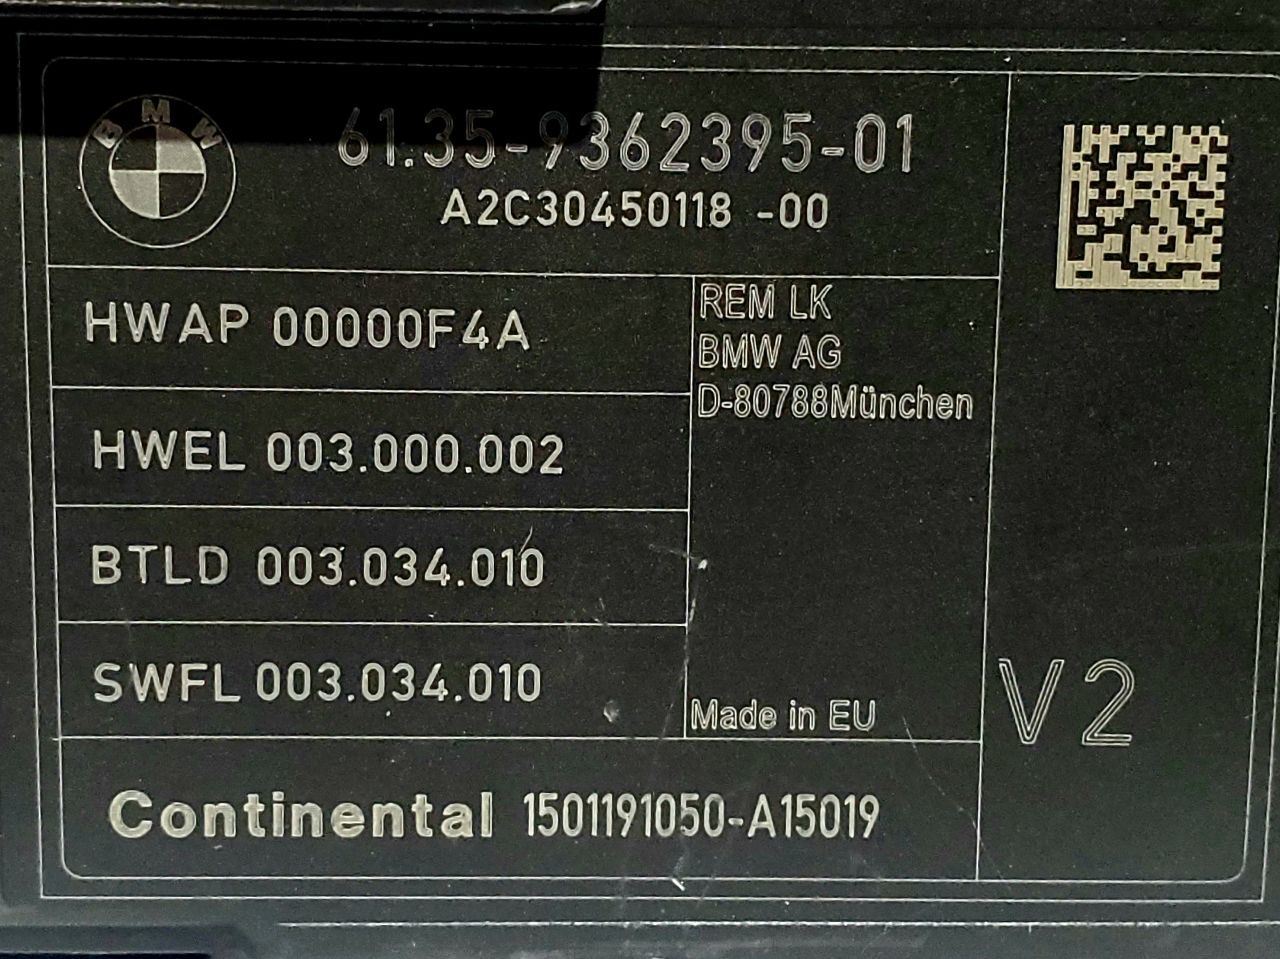 BMW
61.35-9362395-01
A2C30450118 -00
HWAP 00000F4A
REM LK
BMW AG
D-80788München
HWEL 003.000.002
BTLD 003.034.010
SWFL 003.034.010
Made in EU
V2
Continental 1501191050-A15019